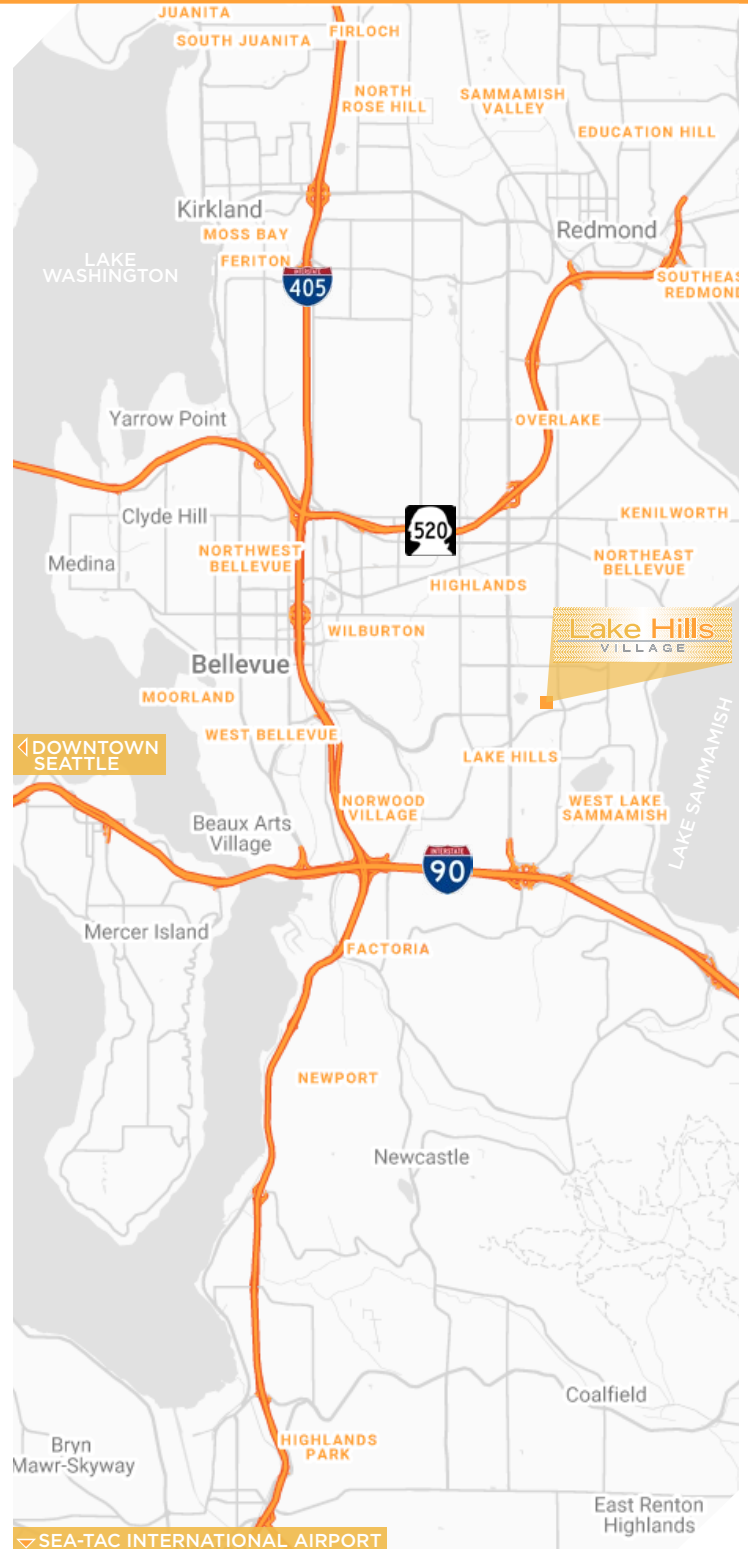 JUANITA
SOUTH JUANITA
FIRLOCH
NORTH
ROSE HILL
SAMMAMISH
VALLEY
EDUCATION HILL
Kirkland
MOSS BAY
FERITON
Redmond
LAKE
WASHINGTON
INTERSTATE
405
SOUTHEAS
REDMOND
Yarrow Point
OVERLAKE
Clyde Hill
520
KENILWORTH
Medina
NORTHWEST
BELLEVUE
NORTHEAST
BELLEVUE
HIGHLANDS
WILBURTON
Lake Hills
VILLAGE
Bellevue
MOORLAND
WEST BELLEVUE
DOWNTOWN
SEATTLE
LAKE HILLS
LAKE SAMMAMISH
NORWOOD
VILLAGE
WEST LAKE
SAMMAMISH
Beaux Arts
Village
INTERSTATE
90
Mercer Island
FACTORIA
NEWPORT
Newcastle
Coalfield
HIGHLANDS
PARK
Bryn
Mawr-Skyway
East Renton
Highlands
SEA-TAC INTERNATIONAL AIRPORT